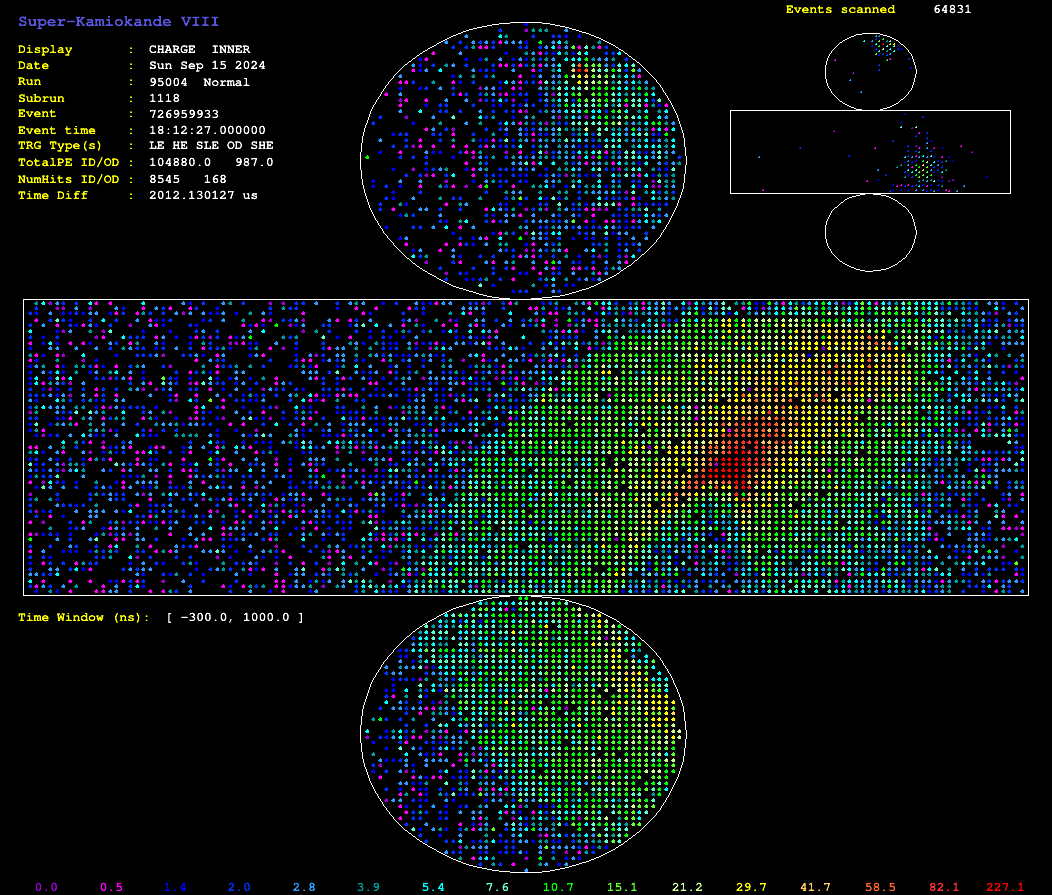 Super-Kamiokande VIII
Events scanned 64831
Display : CHARGE INNER
Date : Sun Sep 15 2024
Run : 95004 Normal
Subrun : 1118
Event : 726959933
Event time : 18:12:27.000000
TRG Type(s) : LE HE SLE OD SHE
TotalPE ID/OD : 104880.0 987.0
NumHits ID/OD : 8545 168
Time Diff : 2012.130127 us
Time Window (ns): [ -300.0, 1000.0 ]
0.0 0.5 1.4 2.0 2.8 3.9 5.4 7.6 10.7 15.1 21.2 29.7 41.7 58.5 82.1 227.1